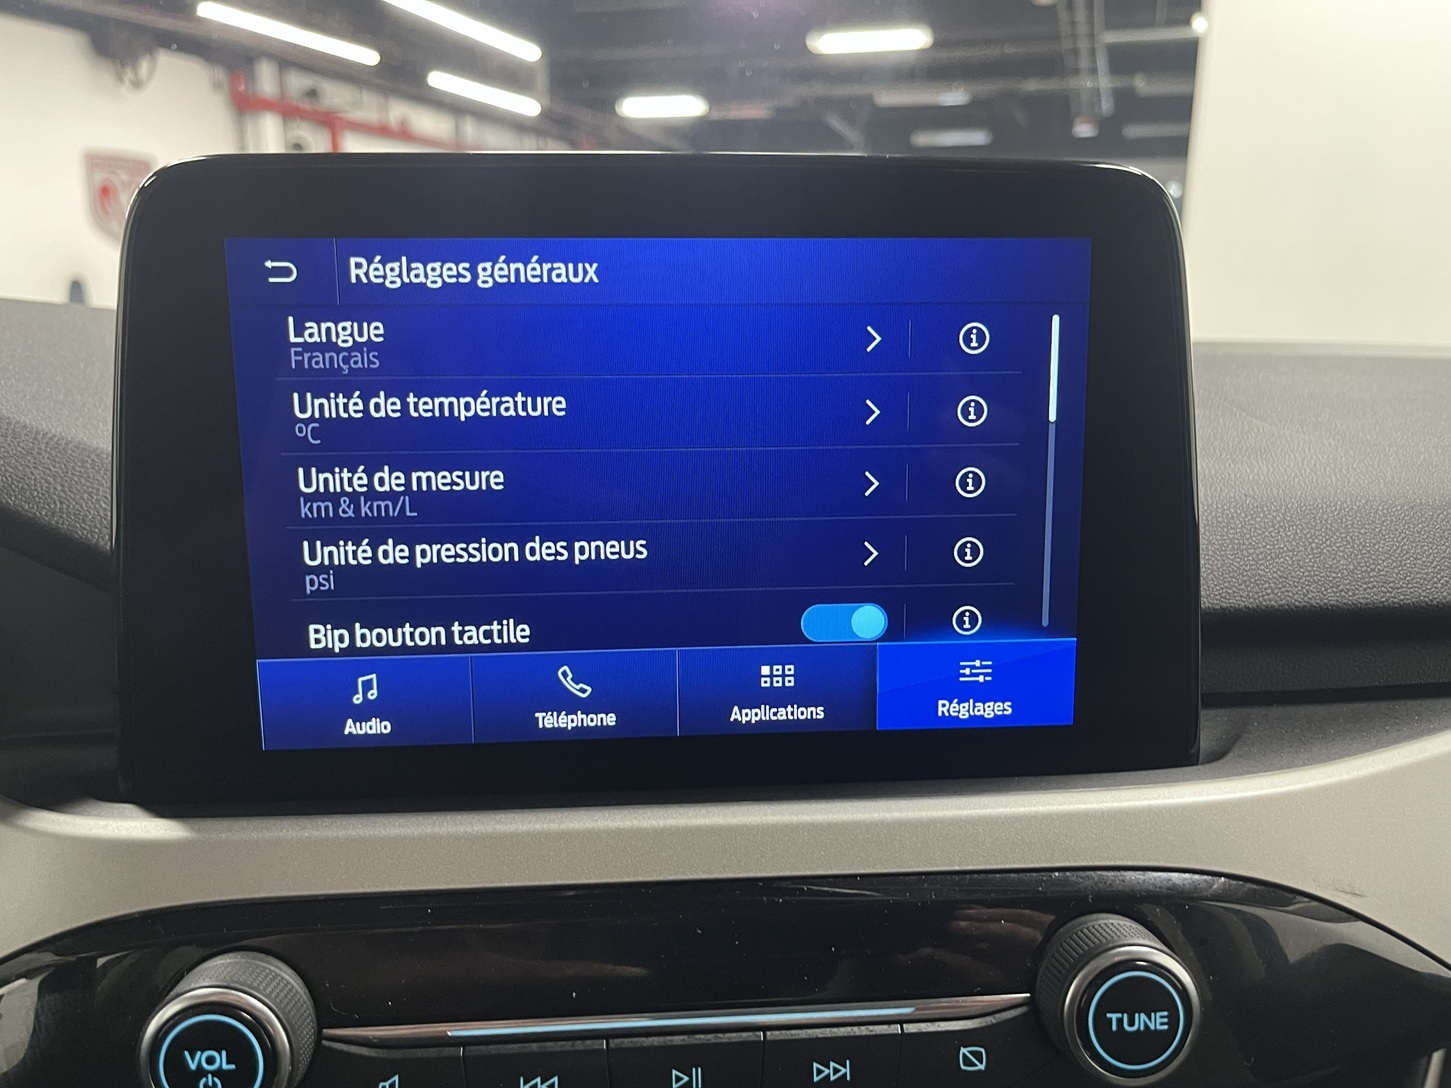 Réglages généraux
Langue
Français
Unité de température
ºC
Unité de mesure
km & km/L
Unité de pression des pneus
psi
Bip bouton tactile
Audio
Téléphone
Applications
Réglages
VOL
TUNE